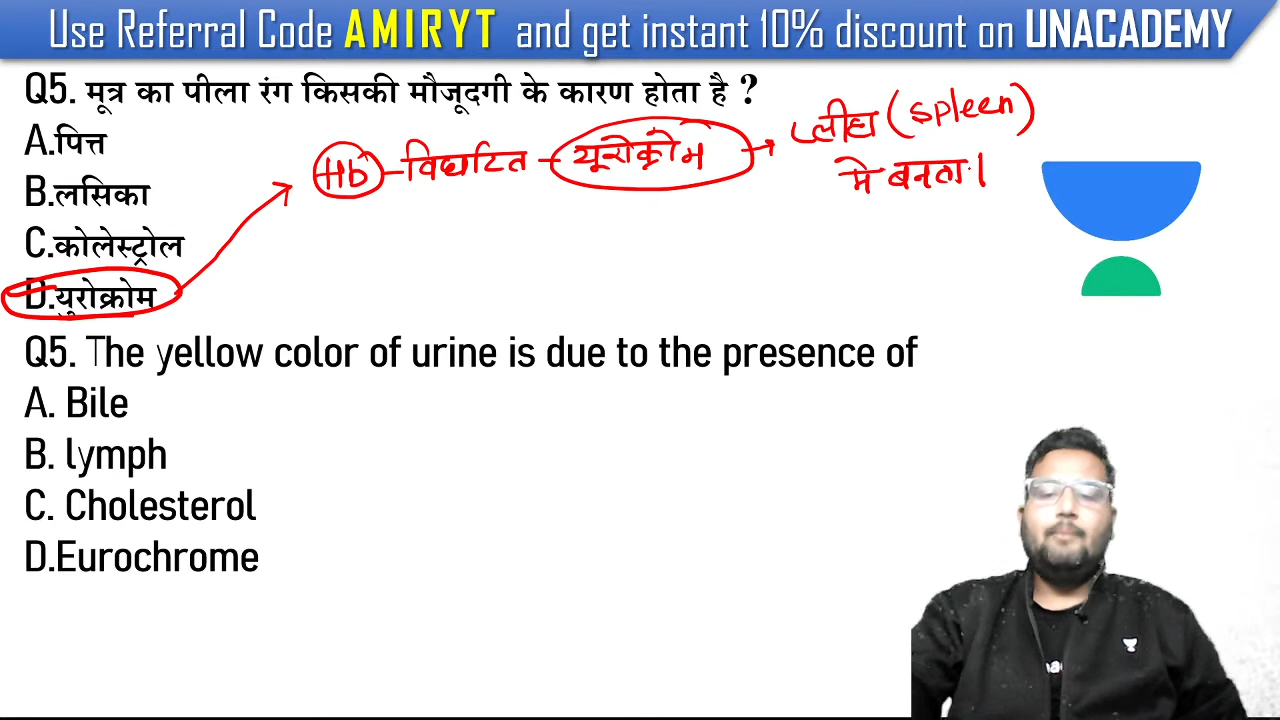 Use Referral Code AMIRYT and get instant 10% discount on UNACADEMY
Q5. मूत्र का पीला रंग किसकी मौजूदगी के कारण होता है ?
A.पित्त
B.लसिका
C.कोलेस्ट्रोल
D.युरोक्रोम
Hb - विघटित - यूरोक्रोम → प्लीहा (spleen)
मे बनता।
Q5. The yellow color of urine is due to the presence of
A. Bile
B. lymph
C. Cholesterol
D.Eurochrome